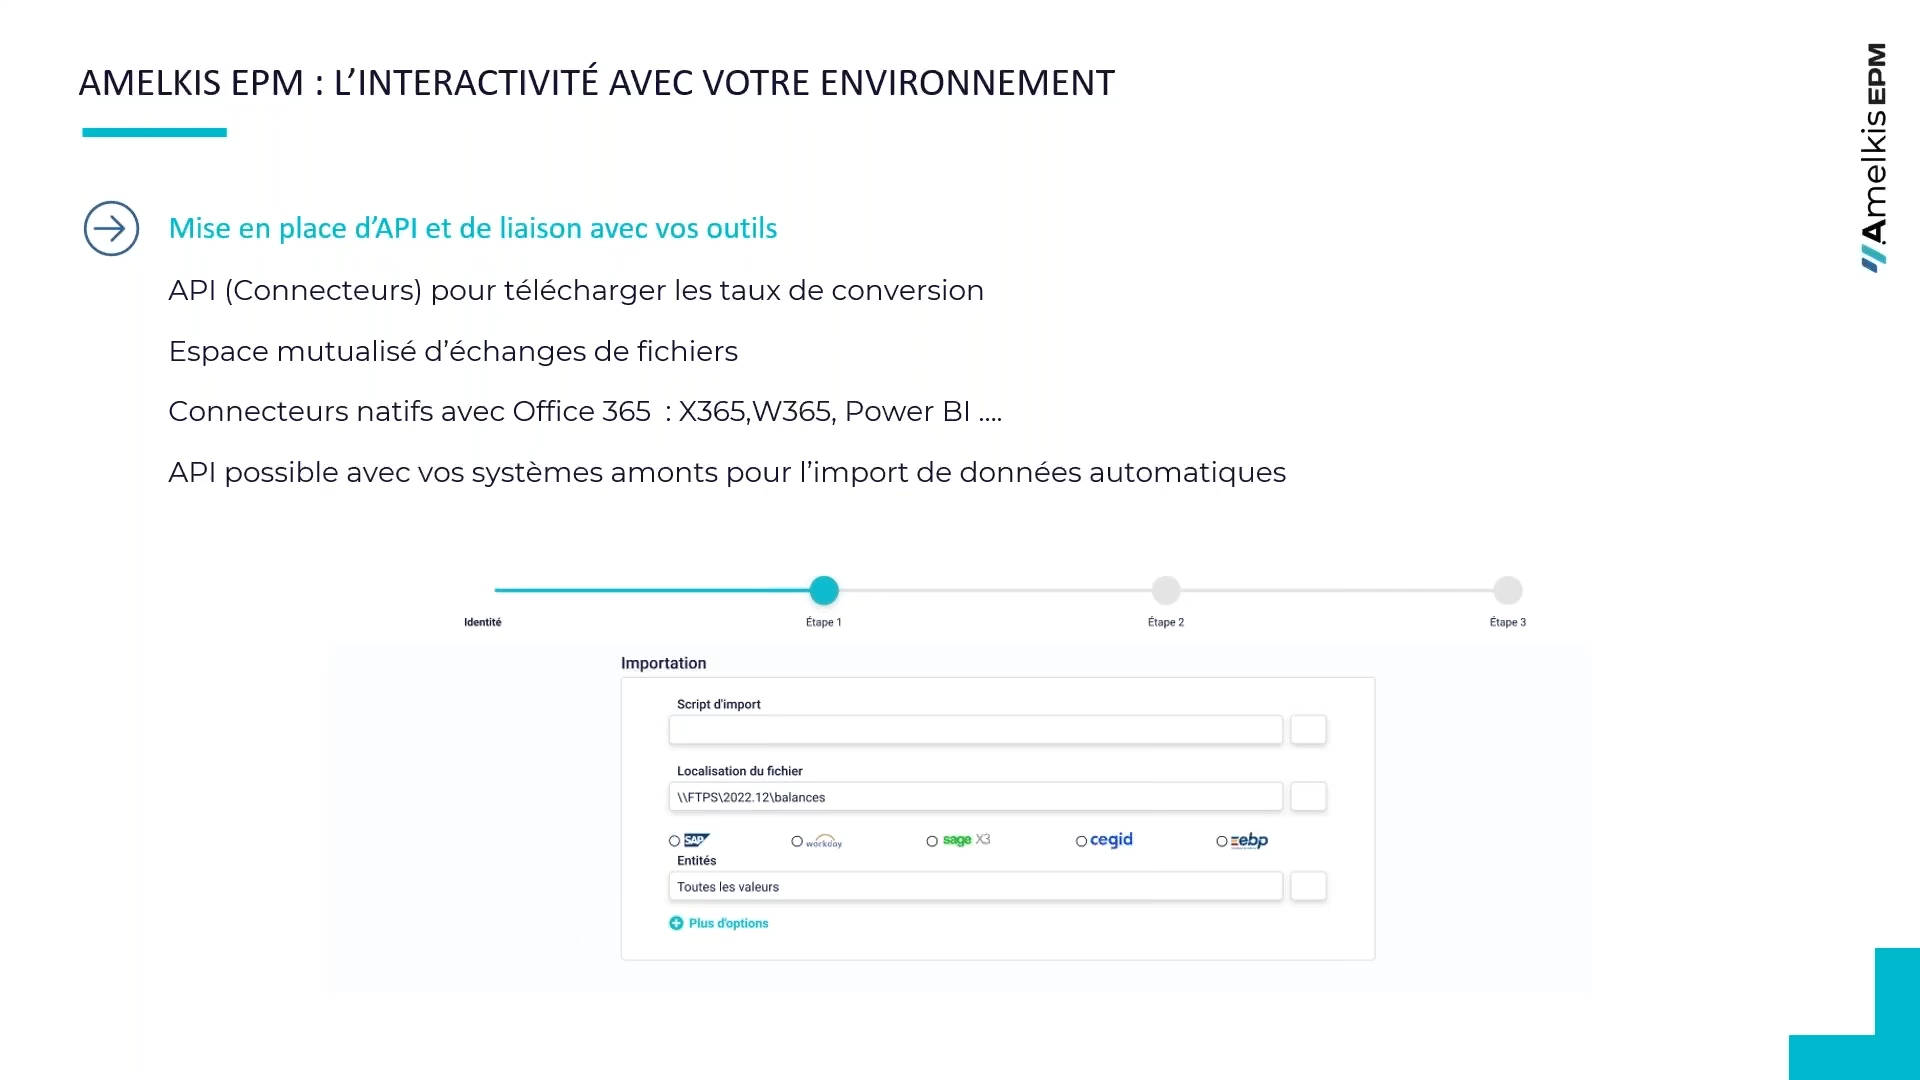 AMELKIS EPM : L’INTERACTIVITÉ AVEC VOTRE ENVIRONNEMENT
Amelkis EPM
Mise en place d’API et de liaison avec vos outils
API (Connecteurs) pour télécharger les taux de conversion
Espace mutualisé d’échanges de fichiers
Connecteurs natifs avec Office 365  : X365,W365, Power BI ....
API possible avec vos systèmes amonts pour l’import de données automatiques
Identité Étape 1 Étape 2 Étape 3
Importation
Script d'import
Localisation du fichier
\\FTPS\2022.12\balances
SAP workday sage X3 cegid ebp
Entités
Toutes les valeurs
Plus d'options